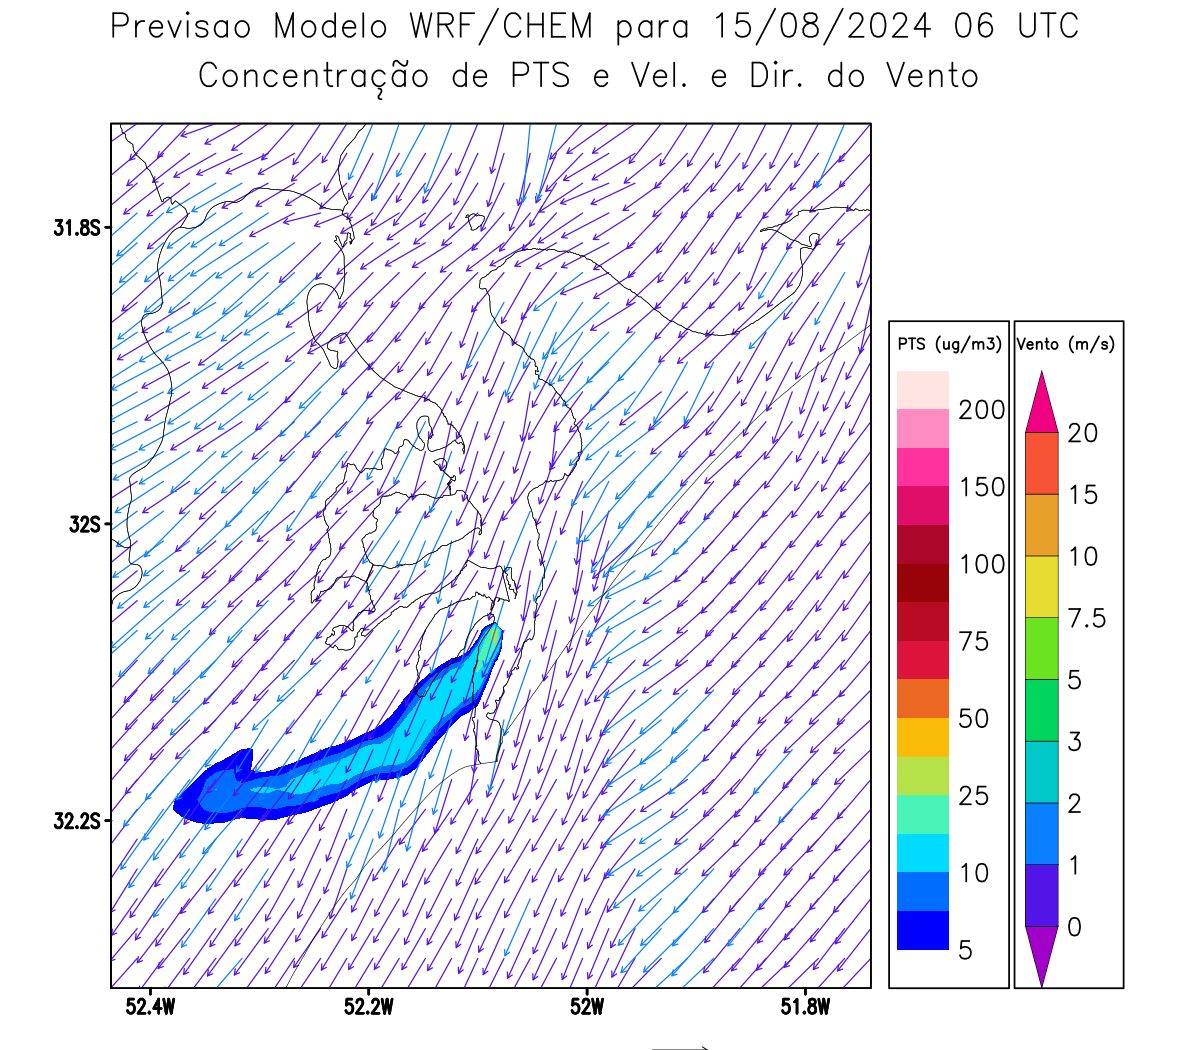 Previsao Modelo WRF/CHEM para 15/08/2024 06 UTC
Concentração de PTS e Vel. e Dir. do Vento
31.8S
32S
32.2S
52.4W
52.2W
52W
51.8W
PTS (ug/m3)
200
150
100
75
50
25
10
5
Vento (m/s)
20
15
10
7.5
5
3
2
1
0